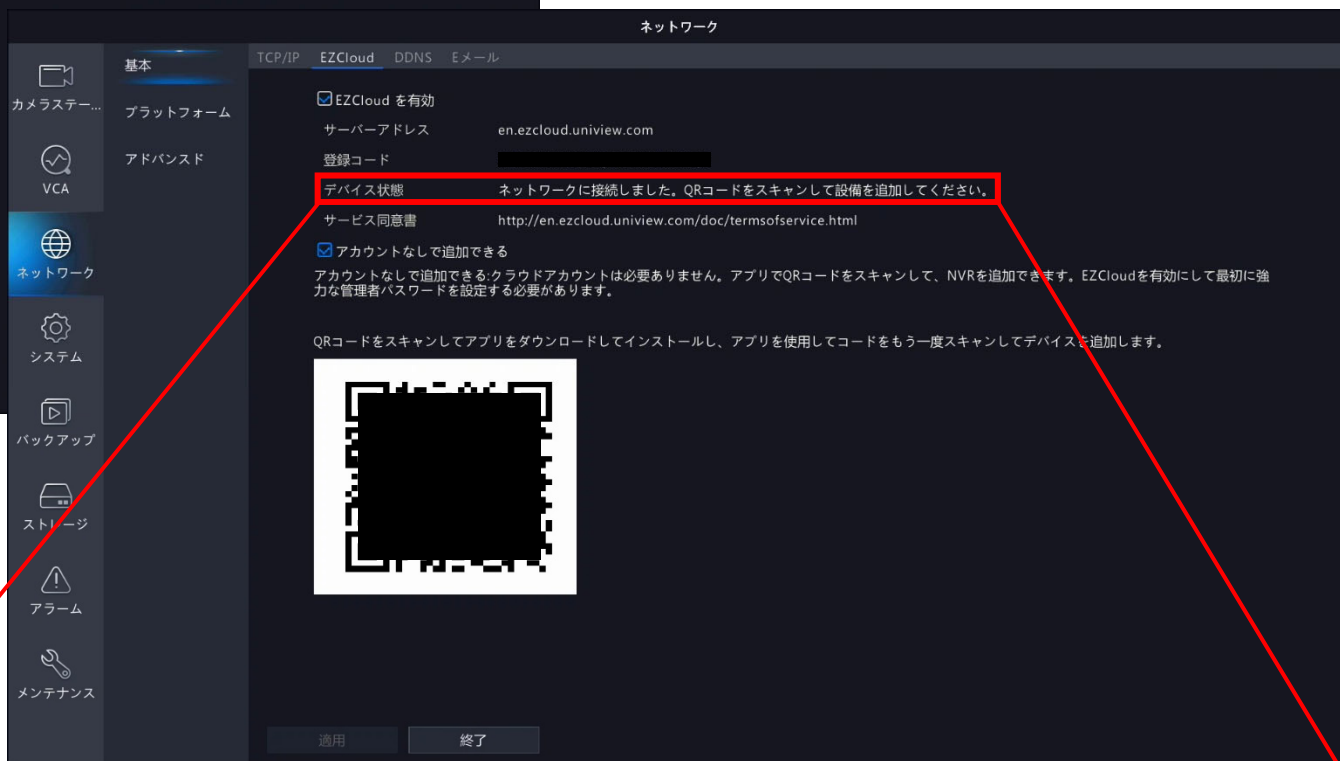 ネットワーク
カメラステー...
VCA
ネットワーク
システム
バックアップ
ストレージ
アラーム
メンテナンス
基本
プラットフォーム
アドバンスド
TCP/IP EZCloud DDNS Eメール
EZCloud を有効
サーバーアドレス en.ezcloud.uniview.com
登録コード
デバイス状態 ネットワークに接続しました。QRコードをスキャンして設備を追加してください。
サービス同意書 http://en.ezcloud.uniview.com/doc/termsofservice.html
アカウントなしで追加できる
アカウントなしで追加できる:クラウドアカウントは必要ありません。アプリでQRコードをスキャンして、NVRを追加できます。EZCloudを有効にして最初に強
力な管理者パスワードを設定する必要があります。
QRコードをスキャンしてアプリをダウンロードしてインストールし、アプリを使用してコードをもう一度スキャンしてデバイスを追加します。
適用 終了